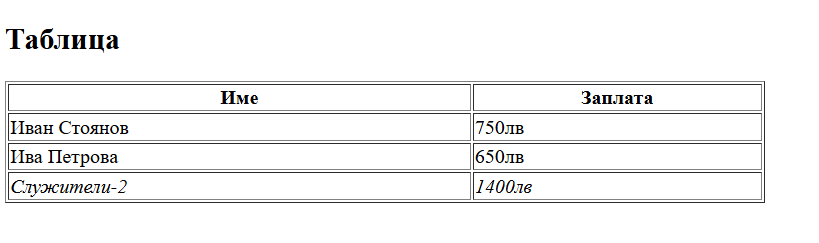 Таблица
Име Заплата
Иван Стоянов 750лв
Ива Петрова 650лв
Служители-2 1400лв